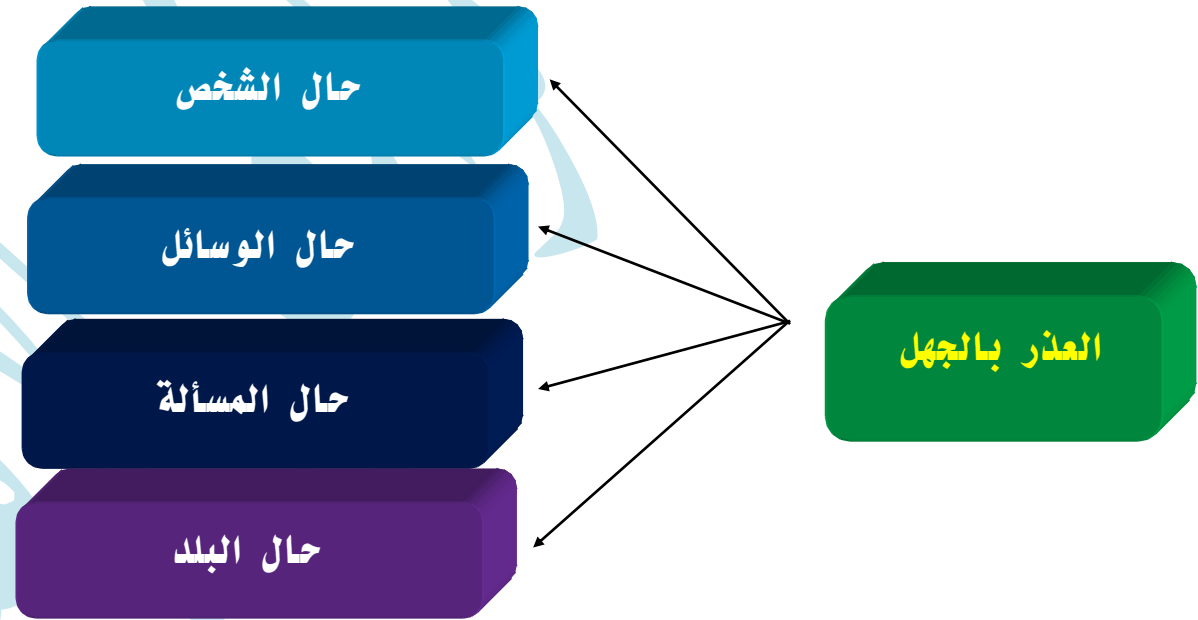 العذر بالجهل
حال الشخص
حال الوسائل
حال المسألة
حال البلد